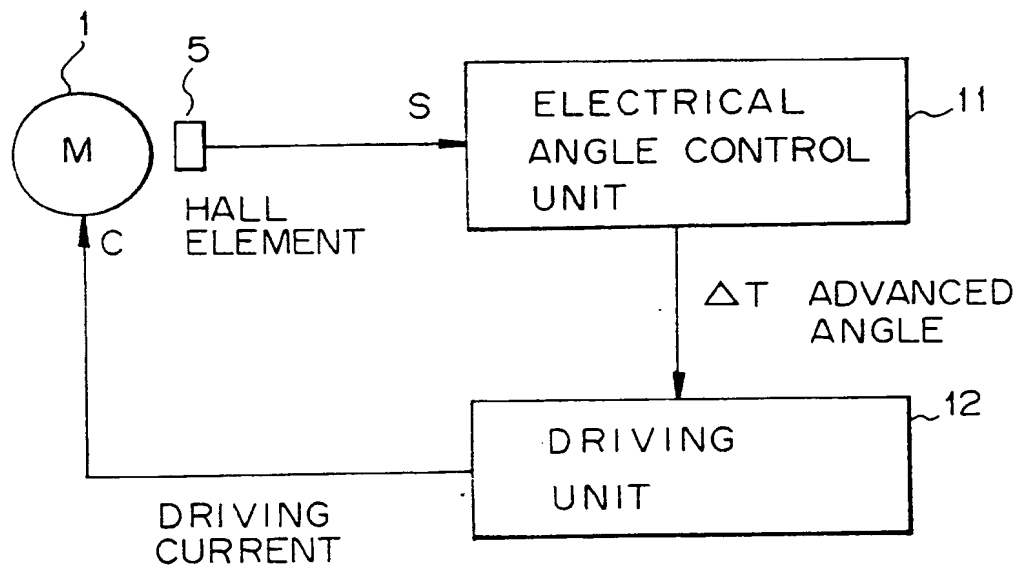 1
5
M
S
HALL
ELEMENT
C
ELECTRICAL
ANGLE CONTROL
UNIT
11
ΔT ADVANCED
ANGLE
12
DRIVING
UNIT
DRIVING
CURRENT